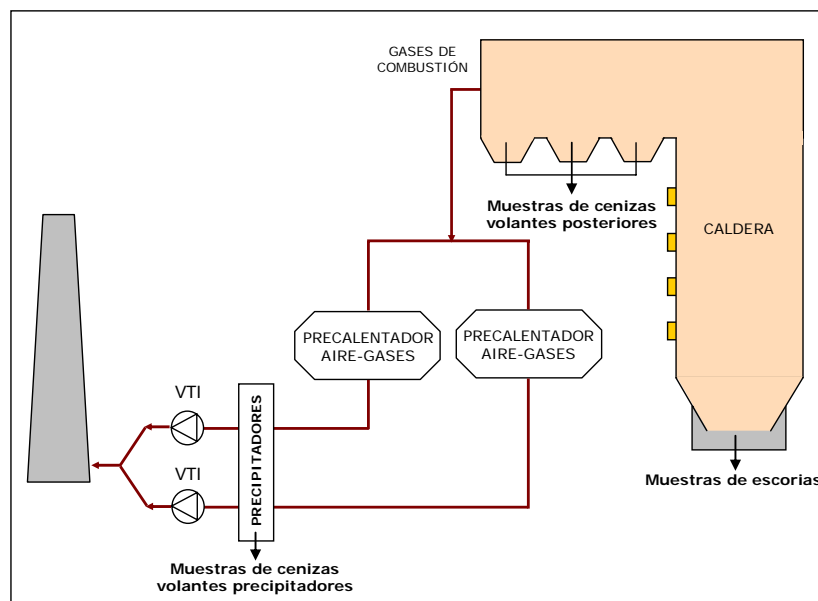 GASES DE
COMBUSTIÓN
Muestras de cenizas
volantes posteriores
CALDERA
PRECALENTADOR
AIRE-GASES
PRECALENTADOR
AIRE-GASES
VTI
VTI
PRECIPITADORES
Muestras de escorias
Muestras de cenizas
volantes precipitadores